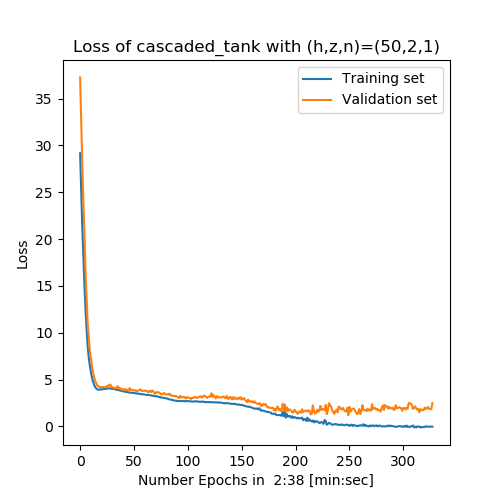 Loss of cascaded_tank with (h,z,n)=(50,2,1)
Training set
Validation set
35
30
25
20
15
10
5
0
Loss
0 50 100 150 200 250 300
Number Epochs in  2:38 [min:sec]